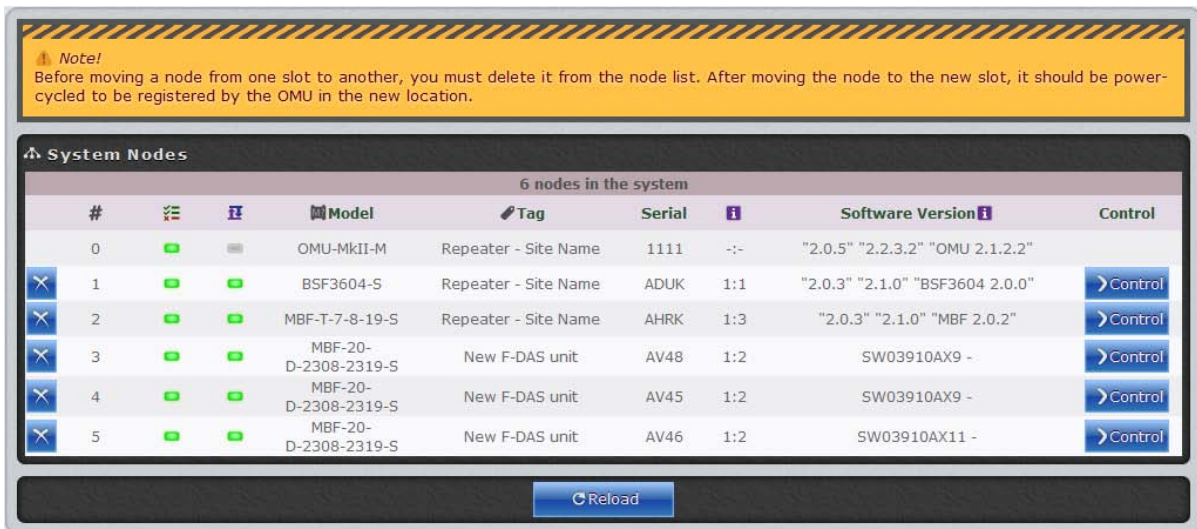 Note!
Before moving a node from one slot to another, you must delete it from the node list. After moving the node to the new slot, it should be power-
cycled to be registered by the OMU in the new location.
System Nodes
6 nodes in the system
# Model Tag Serial Software Version Control
0 OMU-MkII-M Repeater - Site Name 1111 -:- "2.0.5" "2.2.3.2" "OMU 2.1.2.2"
1 BSF3604-S Repeater - Site Name ADUK 1:1 "2.0.3" "2.1.0" "BSF3604 2.0.0" Control
2 MBF-T-7-8-19-S Repeater - Site Name AHRK 1:3 "2.0.3" "2.1.0" "MBF 2.0.2" Control
MBF-20-
3 D-2308-2319-S New F-DAS unit AV48 1:2 SW03910AX9 - Control
MBF-20-
4 D-2308-2319-S New F-DAS unit AV45 1:2 SW03910AX9 - Control
MBF-20-
5 D-2308-2319-S New F-DAS unit AV46 1:2 SW03910AX11 - Control
Reload